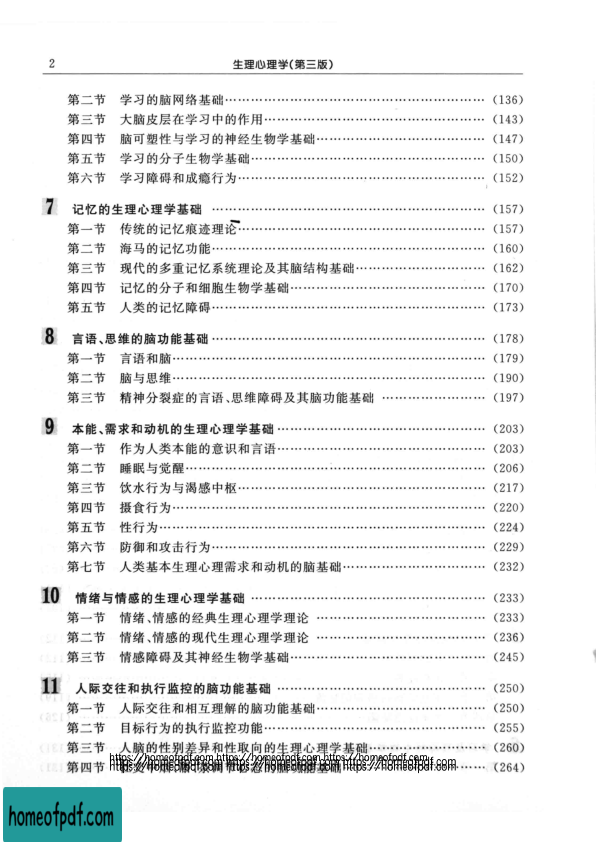 2 生理心理学(第三版)
第二节 学习的脑网络基础……………………………………………… (136)
第三节 大脑皮层在学习中的作用……………………………………… (143)
第四节 脑可塑性与学习的神经生物学基础…………………………… (147)
第五节 学习的分子生物学基础………………………………………… (150)
第六节 学习障碍和成瘾行为…………………………………………… (152)
7 记忆的生理心理学基础 ……………………………………………… (157)
第一节 传统的记忆痕迹理论…………………………………………… (157)
第二节 海马的记忆功能………………………………………………… (160)
第三节 现代的多重记忆系统理论及其脑结构基础…………………… (162)
第四节 记忆的分子和细胞生物学基础………………………………… (170)
第五节 人类的记忆障碍………………………………………………… (173)
8 言语、思维的脑功能基础……………………………………………… (178)
第一节 言语和脑………………………………………………………… (179)
第二节 脑与思维………………………………………………………… (190)
第三节 精神分裂症的言语、思维障碍及其脑功能基础 ……………… (197)
9 本能、需求和动机的生理心理学基础………………………………… (203)
第一节 作为人类本能的意识和言语…………………………………… (203)
第二节 睡眠与觉醒……………………………………………………… (206)
第三节 饮水行为与渴感中枢…………………………………………… (217)
第四节 摄食行为………………………………………………………… (220)
第五节 性行为…………………………………………………………… (224)
第六节 防御和攻击行为………………………………………………… (229)
第七节 人类基本生理心理需求和动机的脑基础……………………… (232)
10 情绪与情感的生理心理学基础 ……………………………………… (233)
第一节 情绪、情感的经典生理心理学理论 ………………………… (233)
第二节 情绪、情感的现代生理心理学理论 ………………………… (236)
第三节 情感障碍及其神经生物学基础………………………………… (245)
11 人际交往和执行监控的脑功能基础 ………………………………… (250)
第一节 人际交往和相互理解的脑功能基础…………………………… (250)
第二节 目标行为的执行监控功能……………………………………… (255)
第三节 人脑的性别差异和性取向的生理心理学基础………………… (260)
https://homeofpdf.com https://homeofpdf.com https://homeofpdf.com
第四节 (264)
https://homeofpdf.com https://homeofpdf.com https://homeofpdf.com
homeofpdf.com